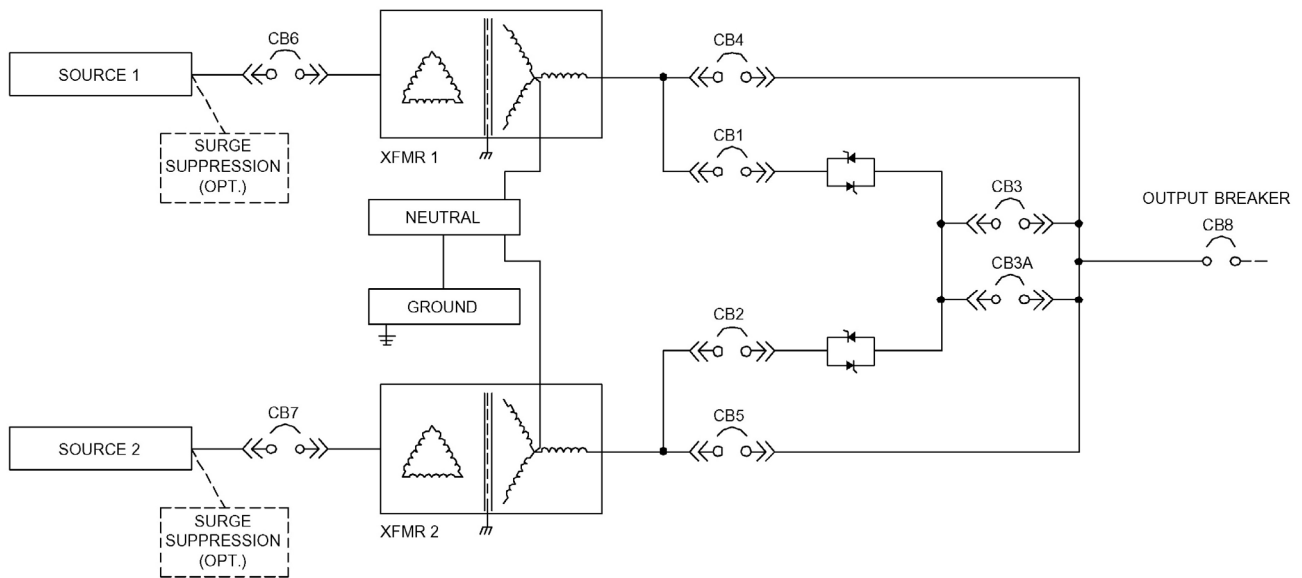 CB6
CB4
SOURCE 1
SURGE
SUPPRESSION
(OPT.)
XFMR 1
CB1
NEUTRAL
CB3
OUTPUT BREAKER
CB8
CB3A
GROUND
CB2
CB7
CB5
SOURCE 2
SURGE
SUPPRESSION
(OPT.)
XFMR 2